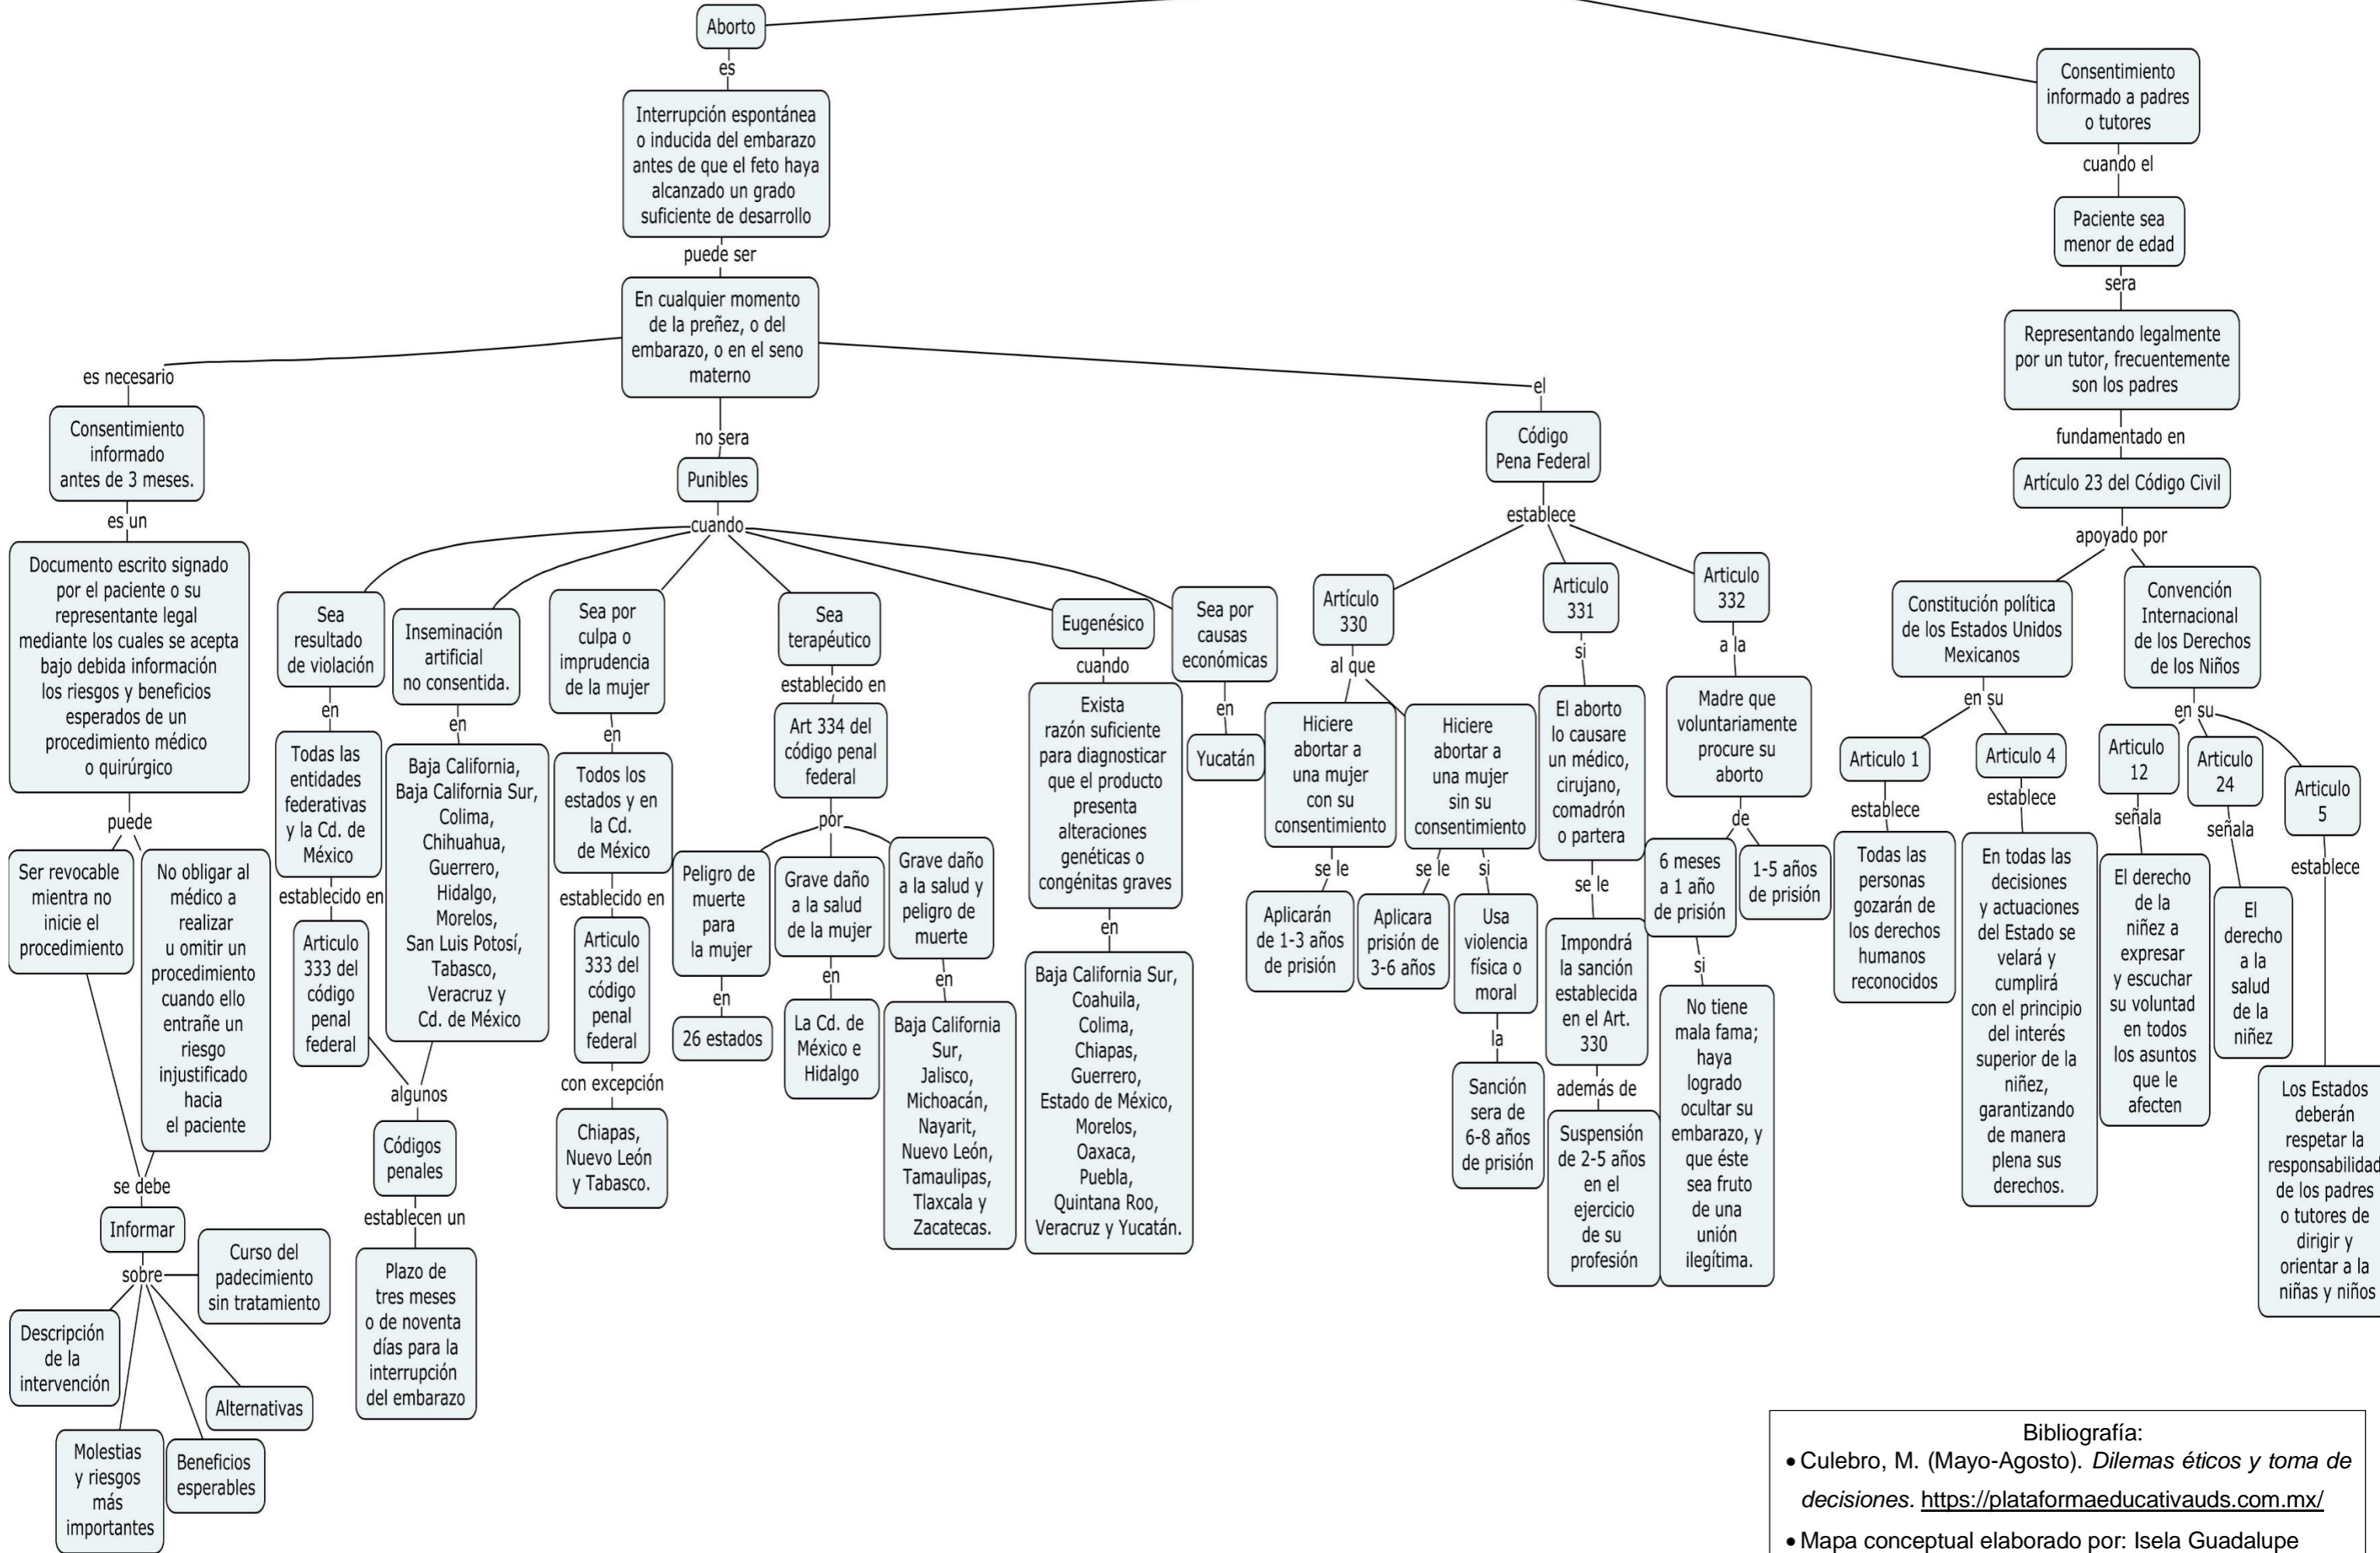 Aborto
es
Interrupción espontánea
o inducida del embarazo
antes de que el feto haya
alcanzado un grado
suficiente de desarrollo
puede ser
En cualquier momento
de la preñez, o del
embarazo, o en el seno
materno
es necesario
Consentimiento
informado
antes de 3 meses.
es un
Documento escrito signado
por el paciente o su
representante legal
mediante los cuales se acepta
bajo debida información
los riesgos y beneficios
esperados de un
procedimiento médico
o quirúrgico
puede
Ser revocable
mientra no
inicie el
procedimiento
No obligar al
médico a
realizar
u omitir un
procedimiento
cuando ello
entrañe un
riesgo
injustificado
hacia
el paciente
se debe
Informar
sobre
Curso del
padecimiento
sin tratamiento
Descripción
de la
intervención
Molestias
y riesgos
más
importantes
Beneficios
esperables
Alternativas
no sera
Punibles
cuando
Sea
resultado
de violación
en
Todas las
entidades
federativas
y la Cd. de
México
establecido en
Articulo
333 del
código
penal
federal
Inseminación
artificial
no consentida.
en
Baja California,
Baja California Sur,
Colima,
Chihuahua,
Guerrero,
Hidalgo,
Morelos,
San Luis Potosí,
Tabasco,
Veracruz y
Cd. de México
algunos
Códigos
penales
establecen un
Plazo de
tres meses
o de noventa
días para la
interrupción
del embarazo
Sea por
culpa o
imprudencia
de la mujer
en
Todos los
estados y en
la Cd.
de México
establecido en
Articulo
333 del
código
penal
federal
con excepción
Chiapas,
Nuevo León
y Tabasco.
Sea
terapéutico
establecido en
Art 334 del
código penal
federal
por
Peligro de
muerte
para
la mujer
en
26 estados
Grave daño
a la salud
de la mujer
en
La Cd. de
México e
Hidalgo
Grave daño
a la salud y
peligro de
muerte
en
Baja California
Sur,
Jalisco,
Michoacán,
Nayarit,
Nuevo León,
Tamaulipas,
Tlaxcala y
Zacatecas.
Eugenésico
cuando
Exista
razón suficiente
para diagnosticar
que el producto
presenta
alteraciones
genéticas o
congénitas graves
en
Baja California Sur,
Coahuila,
Colima,
Chiapas,
Guerrero,
Estado de México,
Morelos,
Oaxaca,
Puebla,
Quintana Roo,
Veracruz y Yucatán.
Sea por
causas
económicas
en
Yucatán
el
Código
Pena Federal
establece
Artículo
330
al que
Hiciere
abortar a
una mujer
con su
consentimiento
se le
Aplicarán
de 1-3 años
de prisión
Hiciere
abortar a
una mujer
sin su
consentimiento
se le
Aplicara
prisión de
3-6 años
si
Usa
violencia
física o
moral
la
Sanción
sera de
6-8 años
de prisión
Articulo
331
si
El aborto
lo causare
un médico,
cirujano,
comadrón
o partera
se le
Impondrá
la sanción
establecida
en el Art.
330
además de
Suspensión
de 2-5 años
en el
ejercicio
de su
profesión
Articulo
332
a la
Madre que
voluntariamente
procure su
aborto
de
6 meses
a 1 año
de prisión
si
No tiene
mala fama;
haya
logrado
ocultar su
embarazo, y
que éste
sea fruto
de una
unión
ilegítima.
1-5 años
de prisión
Consentimiento
informado a padres
o tutores
cuando el
Paciente sea
menor de edad
sera
Representando legalmente
por un tutor, frecuentemente
son los padres
fundamentado en
Artículo 23 del Código Civil
apoyado por
Constitución política
de los Estados Unidos
Mexicanos
en su
Articulo 1
establece
Todas las
personas
gozarán de
los derechos
humanos
reconocidos
Articulo 4
establece
En todas las
decisiones
y actuaciones
del Estado se
velará y
cumplirá
con el principio
del interés
superior de la
niñez,
garantizando
de manera
plena sus
derechos.
Convención
Internacional
de los Derechos
de los Niños
en su
Articulo
12
señala
El derecho
de la
niñez a
expresar
y escuchar
su voluntad
en todos
los asuntos
que le
afecten
Articulo
24
señala
El
derecho
a la
salud
de la
niñez
Articulo
5
establece
Los Estados
deberán
respetar la
responsabilidad
de los padres
o tutores de
dirigir y
orientar a la
niñas y niños
Bibliografía:
• Culebro, M. (Mayo-Agosto). Dilemas éticos y toma de
decisiones. https://plataformaeducativauds.com.mx/
• Mapa conceptual elaborado por: Isela Guadalupe